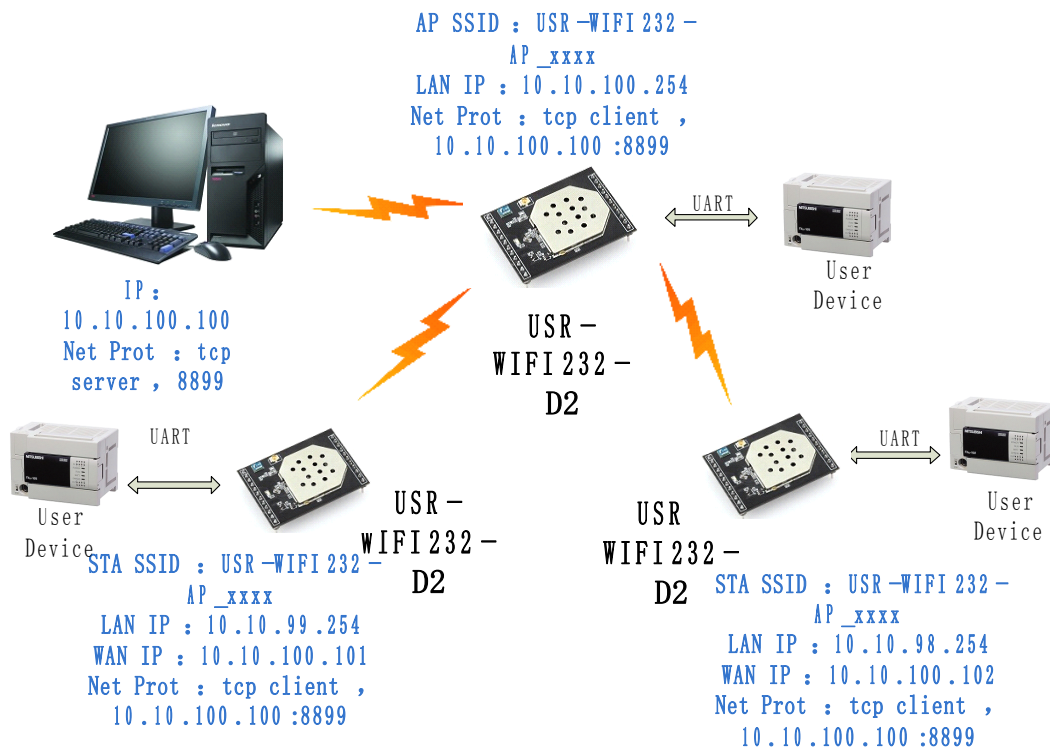 AP SSID : USR-WIFI232-
AP_xxxx
LAN IP : 10.10.100.254
Net Prot : tcp client ,
10.10.100.100:8899
UART
MITSUBISHI
User
Device
IP :
10.10.100.100
Net Prot : tcp
server , 8899
USR-
WIFI232-
D2
MITSUBISHI
UART
User
Device
USR-
WIFI232-
D2
STA SSID : USR-WIFI232-
AP_xxxx
LAN IP : 10.10.99.254
WAN IP : 10.10.100.101
Net Prot : tcp client ,
10.10.100.100:8899
USR
WIFI232-
D2
UART
MITSUBISHI
User
Device
STA SSID : USR-WIFI232-
AP_xxxx
LAN IP : 10.10.98.254
WAN IP : 10.10.100.102
Net Prot : tcp client ,
10.10.100.100:8899